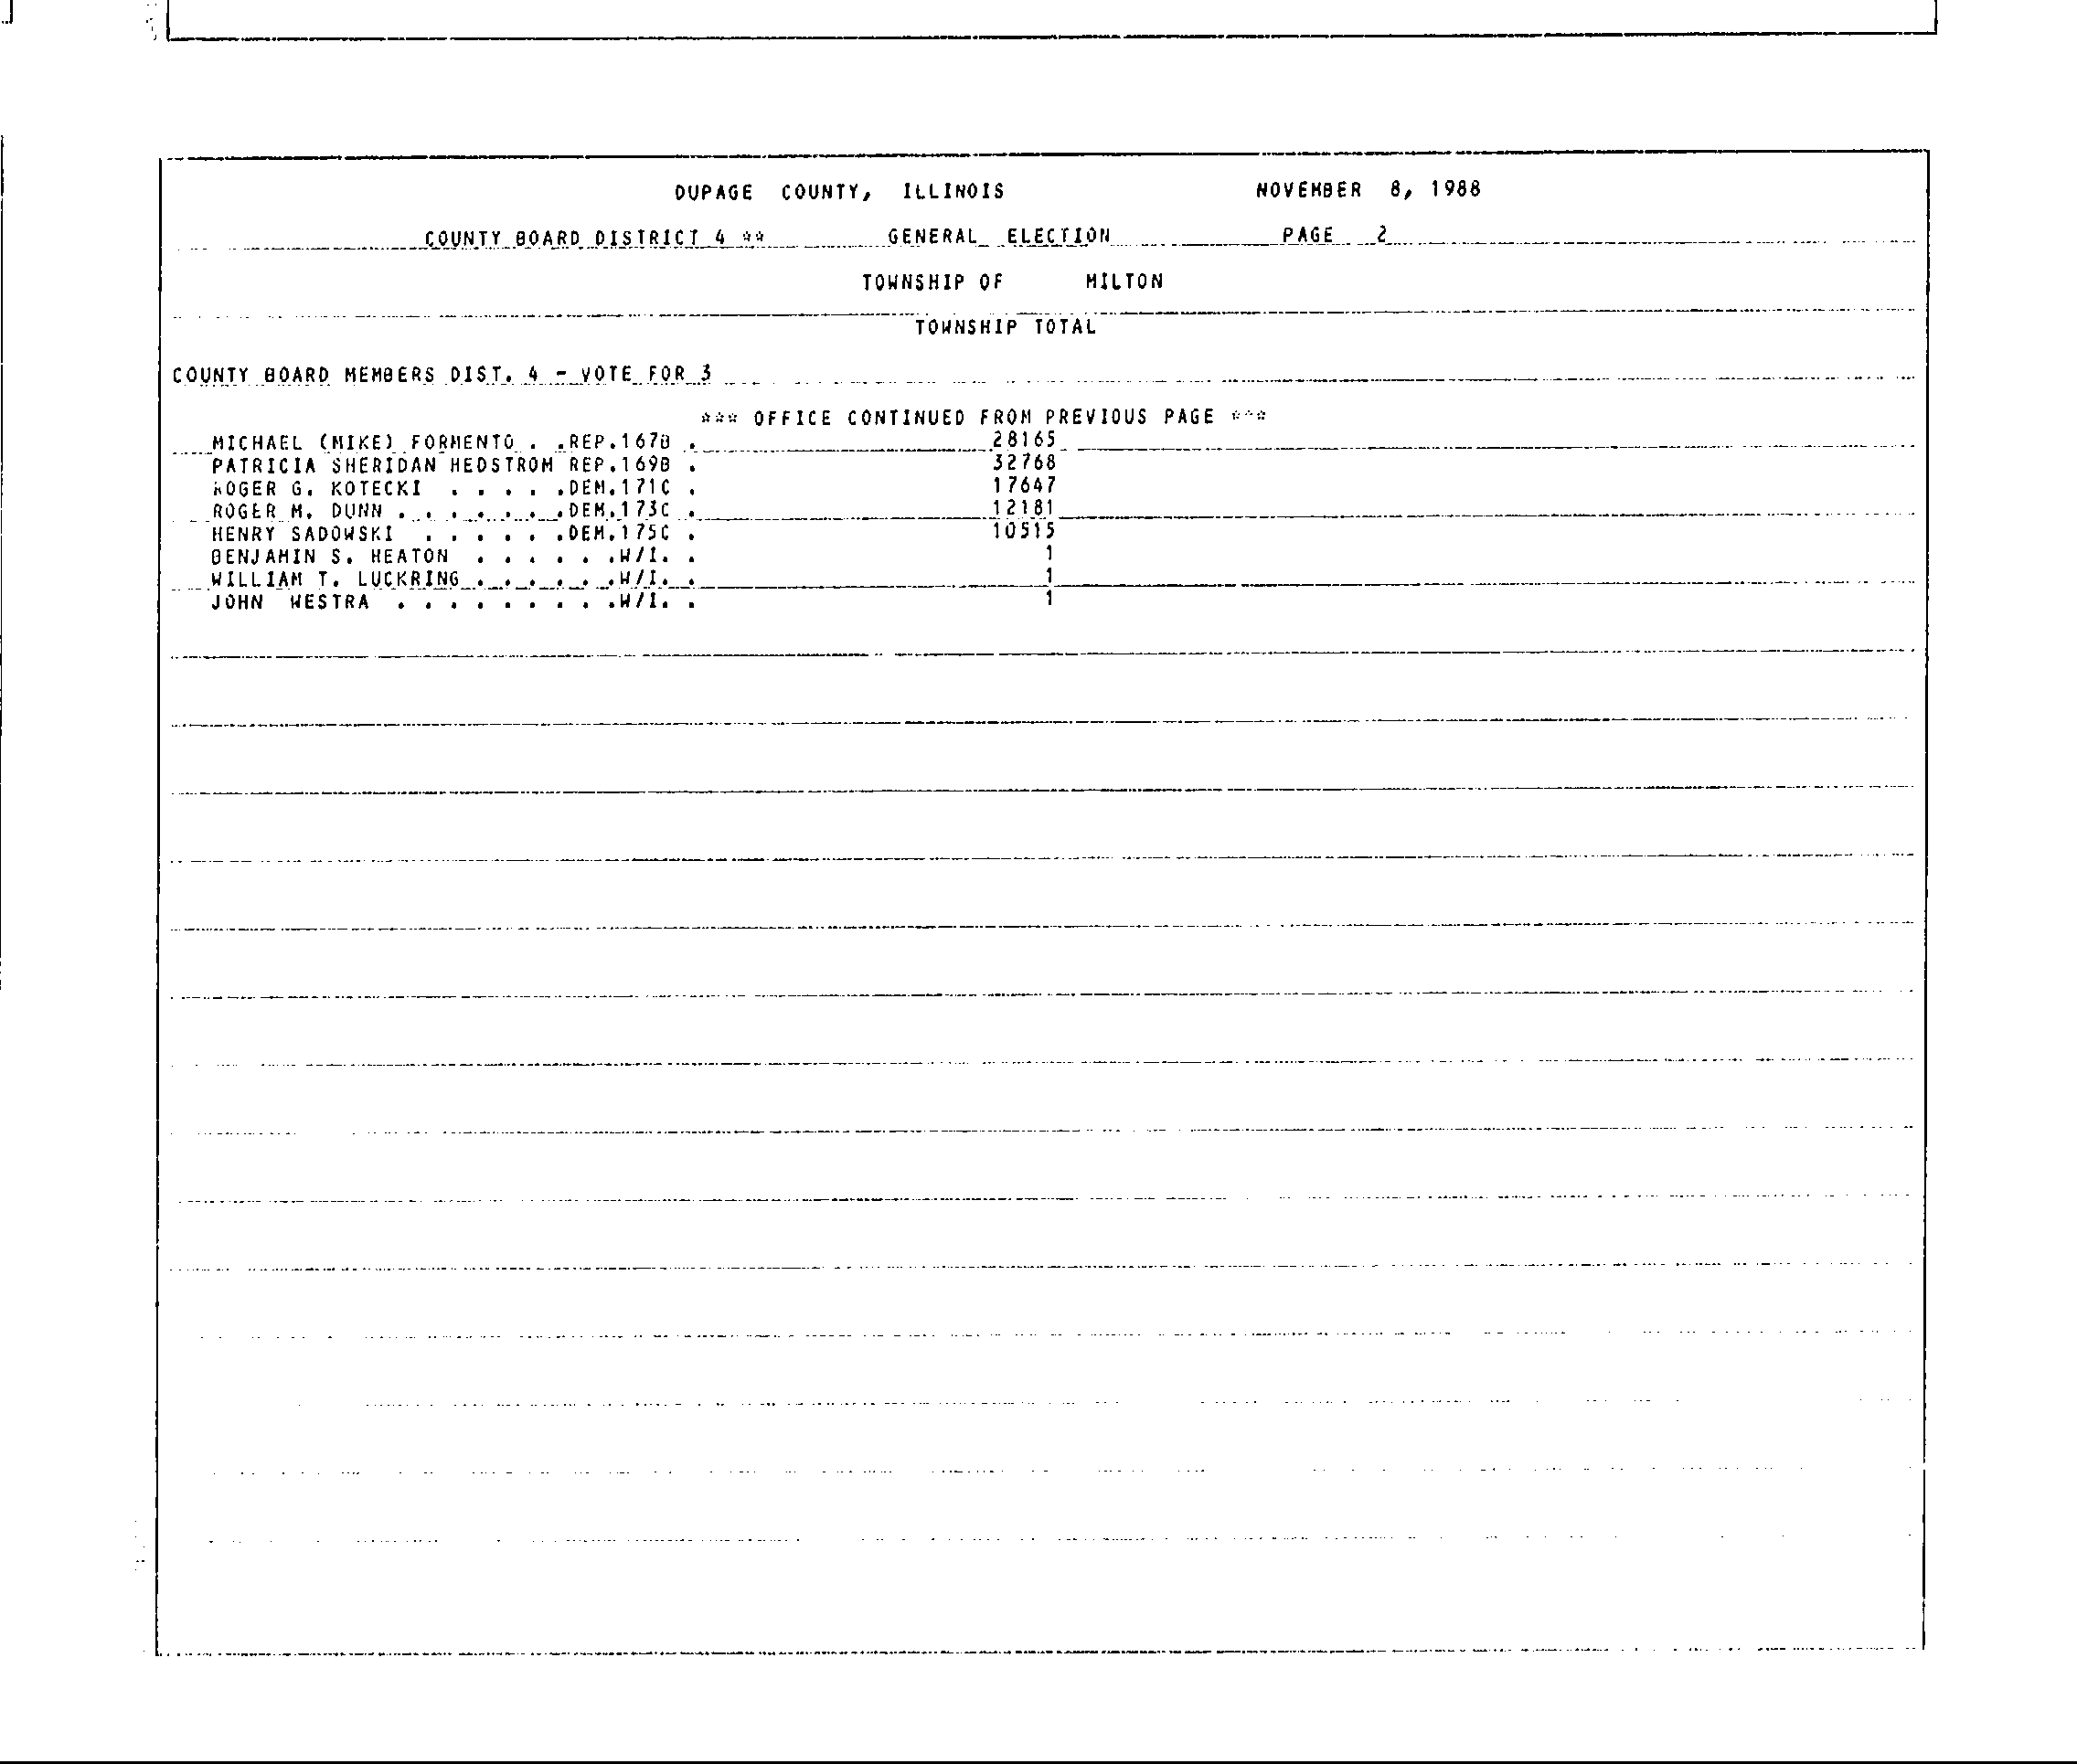 DUPAGE COUNTY, ILLINOIS NOVEMBER 8, 1988
COUNTY BOARD DISTRICT 4 ** GENERAL ELECTION PAGE 2
TOWNSHIP OF MILTON
TOWNSHIP TOTAL
COUNTY BOARD MEMBERS DIST. 4 - VOTE FOR 3
*** OFFICE CONTINUED FROM PREVIOUS PAGE ***
MICHAEL (MIKE) FORMENTO . .REP.167B . 28165
PATRICIA SHERIDAN HEDSTROM REP.169B . 32768
ROGER G. KOTECKI . . . . .DEM.171C . 17647
ROGER M. DUNN . . . . . . .DEM.173C . 12181
HENRY SADOWSKI . . . . . .DEM.175C . 10515
BENJAMIN S. HEATON . . . . . .W/I. . 1
WILLIAM T. LUCKRING . . . . . .W/I. . 1
JOHN WESTRA . . . . . . . . .W/I. . 1